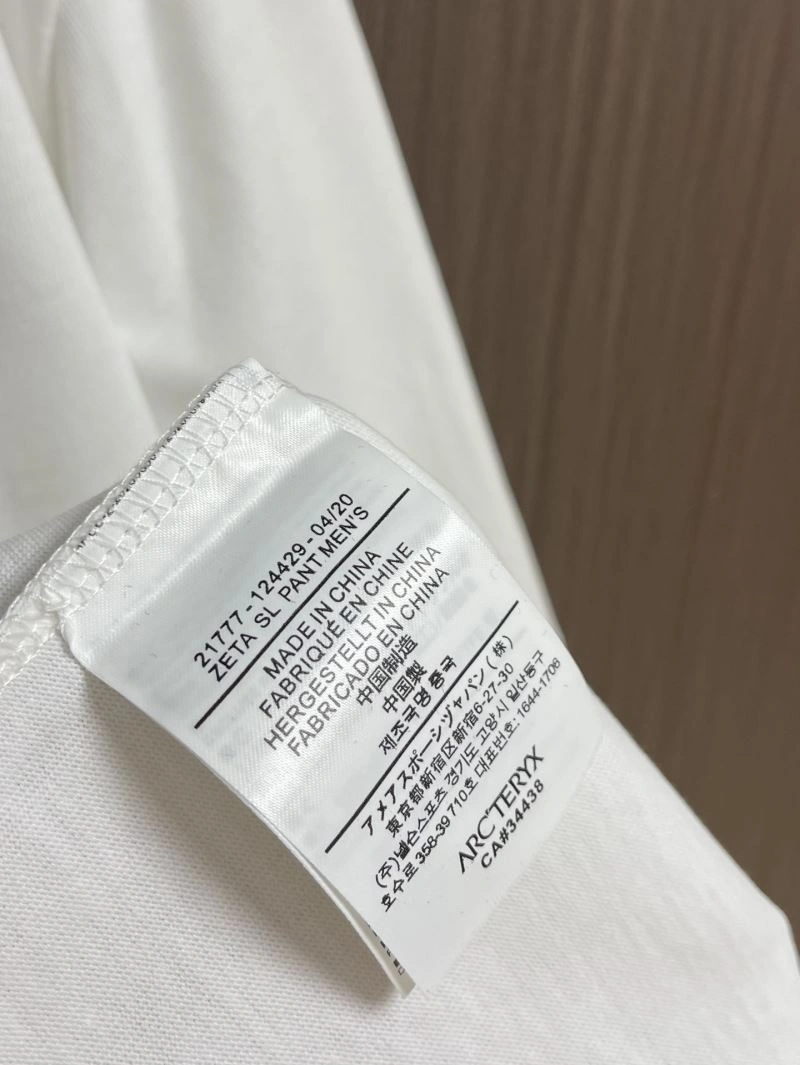 21777-124429-04/20
ZETA SL PANT MEN'S
MADE IN CHINA
FABRIQUÉ EN CHINE
HERGESTELLT IN CHINA
FABRICADO EN CHINA
中国制造
中国製
제조국명 중국
アメアスポーツジャパン(株)
東京都新宿区新宿6-27-30
(주)넬슨스포츠 경기도 고양시 일산동구
호수로 358-39 710호 대표번호: 1644-1706
ARC'TERYX
CA#34438